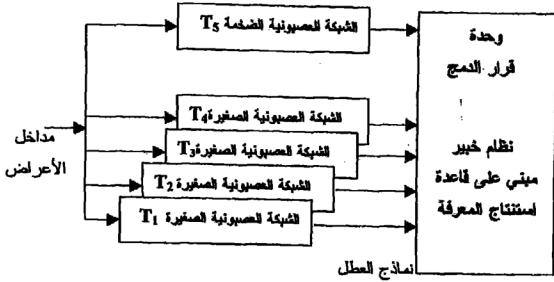 الشبكة العصبونية الضخمة T5
الشبكة العصبونية الصغيرة T4
الشبكة العصبونية الصغيرة T3
الشبكة العصبونية الصغيرة T2
الشبكة العصبونية الصغيرة T1
مداخل
الأعراض
وحدة
قرار الدمج
نظام خبير
مبني على قاعدة
استنتاج المعرفة
نماذج العطل